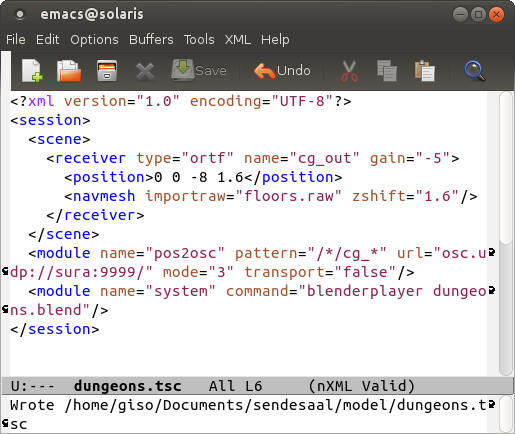 emacs@solaris
File Edit Options Buffers Tools XML Help
Save Undo
<?xml version="1.0" encoding="UTF-8"?>
<session>
  <scene>
    <receiver type="ortf" name="cg_out" gain="-5">
      <position>0 0 -8 1.6</position>
      <navmesh importraw="floors.raw" zshift="1.6"/>
    </receiver>
  </scene>
  <module name="pos2osc" pattern="/*/cg_*" url="osc.u
dp://sura:9999/" mode="3" transport="false"/>
  <module name="system" command="blenderplayer dungeo
ns.blend"/>
</session>
U:--- dungeons.tsc All L6 (nXML Valid)
Wrote /home/giso/Documents/sendesaal/model/dungeons.t
sc